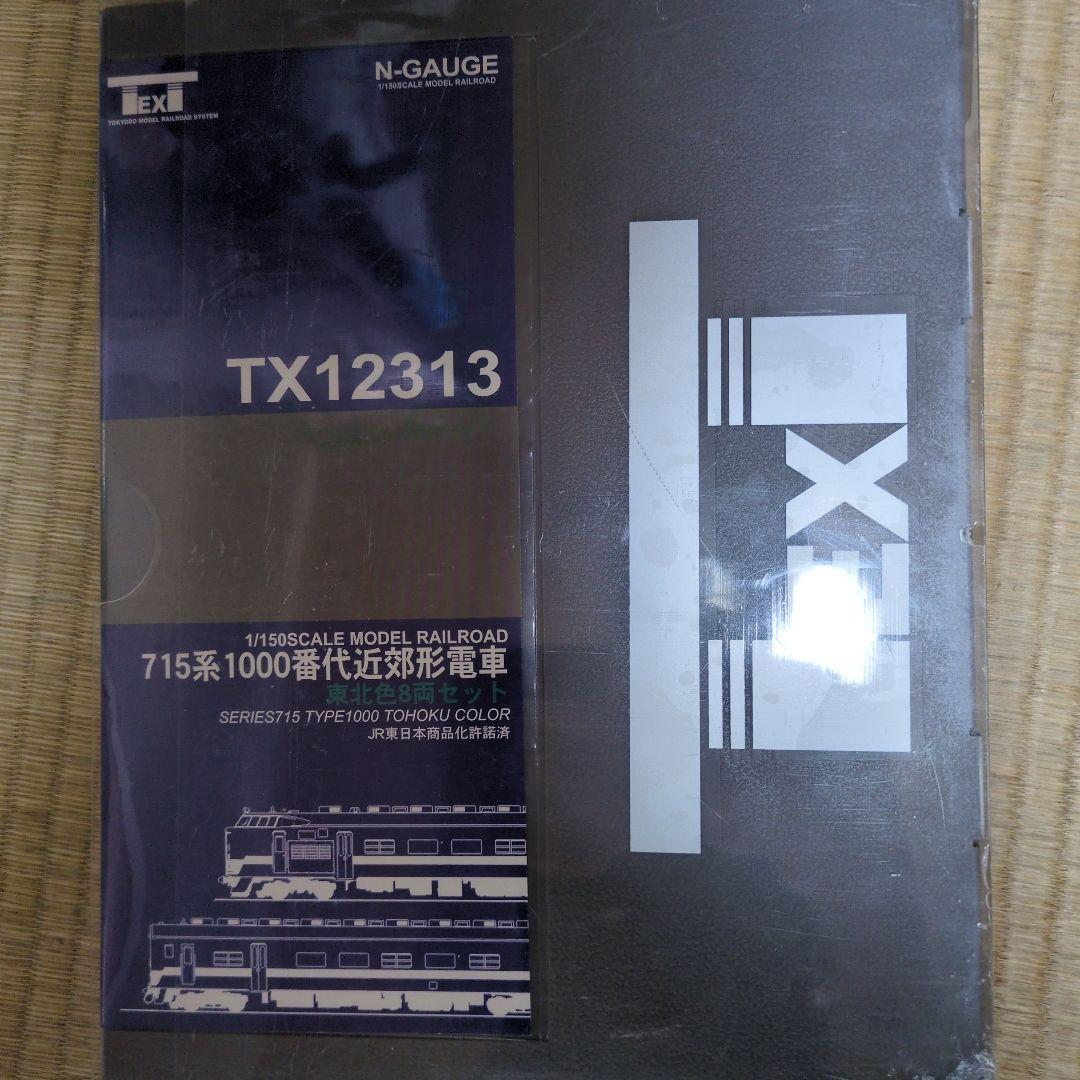 TEXT
TOKYODO MODEL RAILROAD SYSTEM
N-GAUGE
1/150SCALE MODEL RAILROAD
TX12313
1/150SCALE MODEL RAILROAD
715系1000番代近郊形電車
東北色8両セット
SERIES715 TYPE1000 TOHOKU COLOR
JR東日本商品化許諾済
TEXT